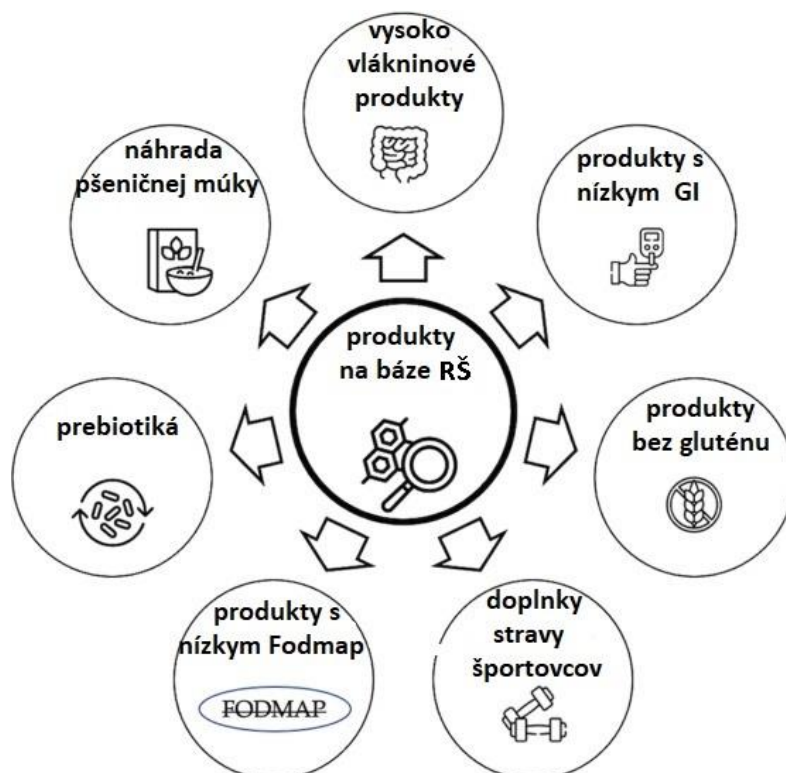 vysoko
vlákninové
produkty
náhrada
pšeničnej múky
produkty s
nízkym GI
produkty
na báze RŠ
prebiotiká
produkty
bez gluténu
produkty s
nízkym Fodmap
FODMAP
doplnky
stravy
športovcov